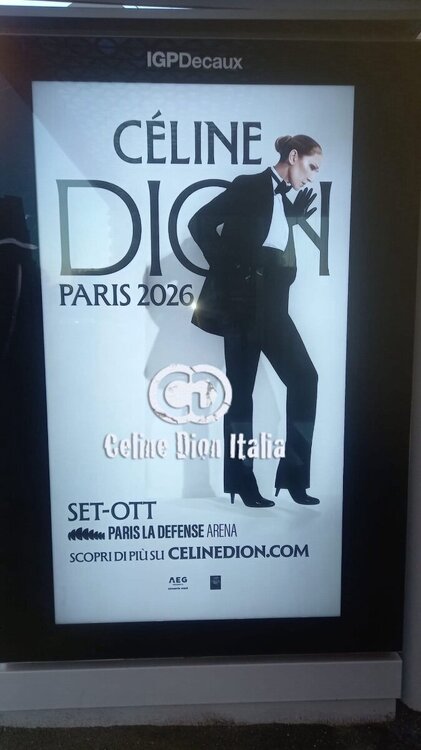 IGPDecaux
CÉLINE
DION
PARIS 2026
CD
Celine Dion Italia
SET-OTT
PARIS LA DEFENSE ARENA
SCOPRI DI PIÙ SU CELINEDION.COM
AEG